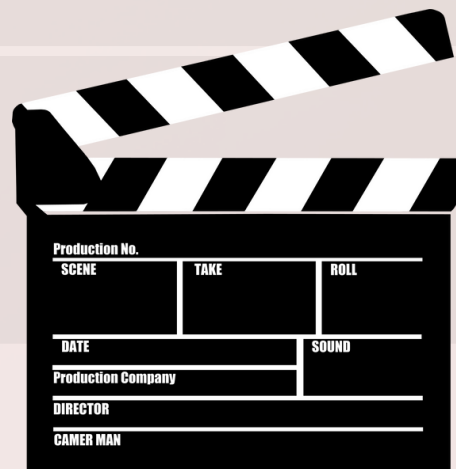 Production No.
SCENE TAKE ROLL
DATE SOUND
Production Company
DIRECTOR
CAMER MAN